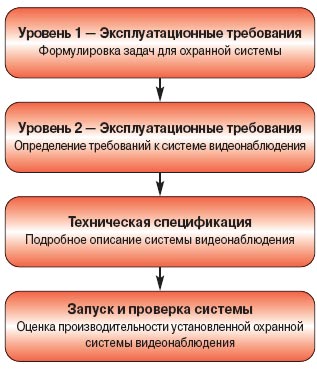 Уровень 1 — Эксплуатационные требования
Формулировка задач для охранной системы
Уровень 2 — Эксплуатационные требования
Определение требований к системе видеонаблюдения
Техническая спецификация
Подробное описание системы видеонаблюдения
Запуск и проверка системы
Оценка производительности установленной охранной
системы видеонаблюдения